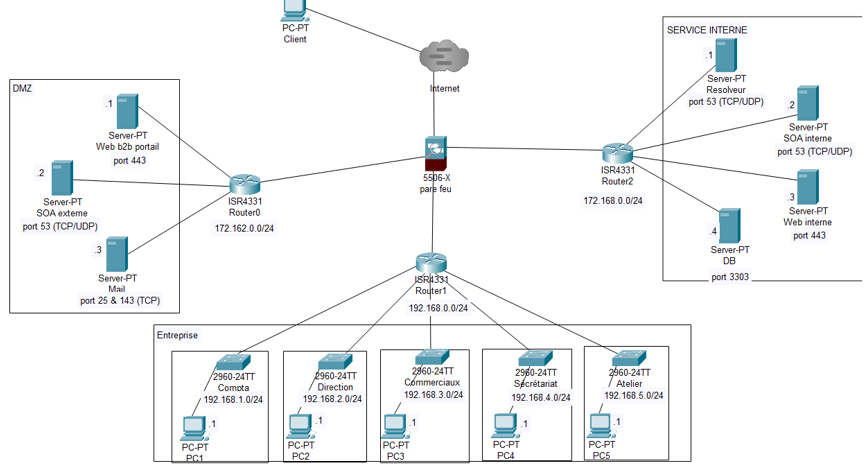 PC-PT
Client
Internet
SERVICE INTERNE
.1
Server-PT
Resolveur
port 53 (TCP/UDP)
.2
Server-PT
SOA interne
port 53 (TCP/UDP)
.3
Server-PT
Web interne
port 443
.4
Server-PT
DB
port 3303
ISR4331
Router2
172.168.0.0/24
5506-X
pare feu
DMZ
.1
Server-PT
Web b2b portail
port 443
.2
Server-PT
SOA externe
port 53 (TCP/UDP)
.3
Server-PT
Mail
port 25 & 143 (TCP)
ISR4331
Router0
172.162.0.0/24
ISR4331
Router1
192.168.0.0/24
Entreprise
2960-24TT
Comota
192.168.1.0/24
.1
PC-PT
PC1
2960-24TT
Direction
192.168.2.0/24
.1
PC-PT
PC2
2960-24TT
Commerciaux
192.168.3.0/24
.1
PC-PT
PC3
2960-24TT
Sécrétariat
192.168.4.0/24
.1
PC-PT
PC4
2960-24TT
Atelier
192.168.5.0/24
.1
PC-PT
PC5